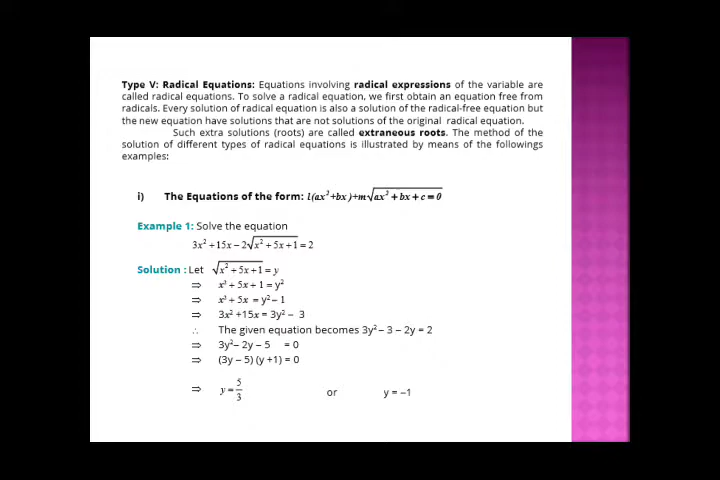 Type V: Radical Equations: Equations involving radical expressions of the variable are
called radical equations. To solve a radical equation, we first obtain an equation free from
radicals. Every solution of radical equation is also a solution of the radical-free equation but
the new equation have solutions that are not solutions of the original radical equation.
Such extra solutions (roots) are called extraneous roots. The method of the
solution of different types of radical equations is illustrated by means of the followings
examples:
i) The Equations of the form: l(ax²+bx)+m√(ax²+bx+c=0)
Example 1: Solve the equation
3x²+15x−2√(x²+5x+1)=2
Solution : Let √(x²+5x+1)=y
⇒ x²+5x+1=y²
⇒ x²+5x =y²−1
⇒ 3x²+15x=3y²− 3
∴ The given equation becomes 3y²−3−2y=2
⇒ 3y²−2y−5 =0
⇒ (3y−5)(y+1)=0
⇒ y=5/3 or y=−1